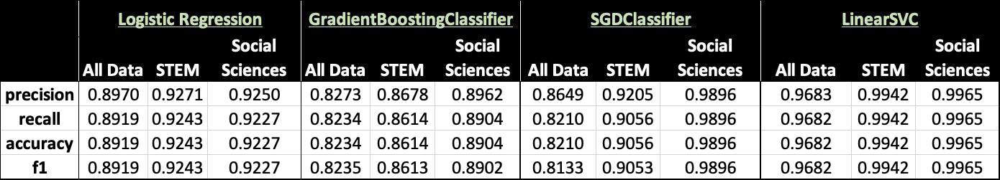 Logistic Regression GradientBoostingClassifier SGDClassifier LinearSVC
All Data STEM Social Sciences All Data STEM Social Sciences All Data STEM Social Sciences All Data STEM Social Sciences
precision 0.8970 0.9271 0.9250 0.8273 0.8678 0.8962 0.8649 0.9205 0.9896 0.9683 0.9942 0.9965
recall 0.8919 0.9243 0.9227 0.8234 0.8614 0.8904 0.8210 0.9056 0.9896 0.9682 0.9942 0.9965
accuracy 0.8919 0.9243 0.9227 0.8234 0.8614 0.8904 0.8210 0.9056 0.9896 0.9682 0.9942 0.9965
f1 0.8919 0.9243 0.9227 0.8235 0.8613 0.8902 0.8133 0.9053 0.9896 0.9682 0.9942 0.9965